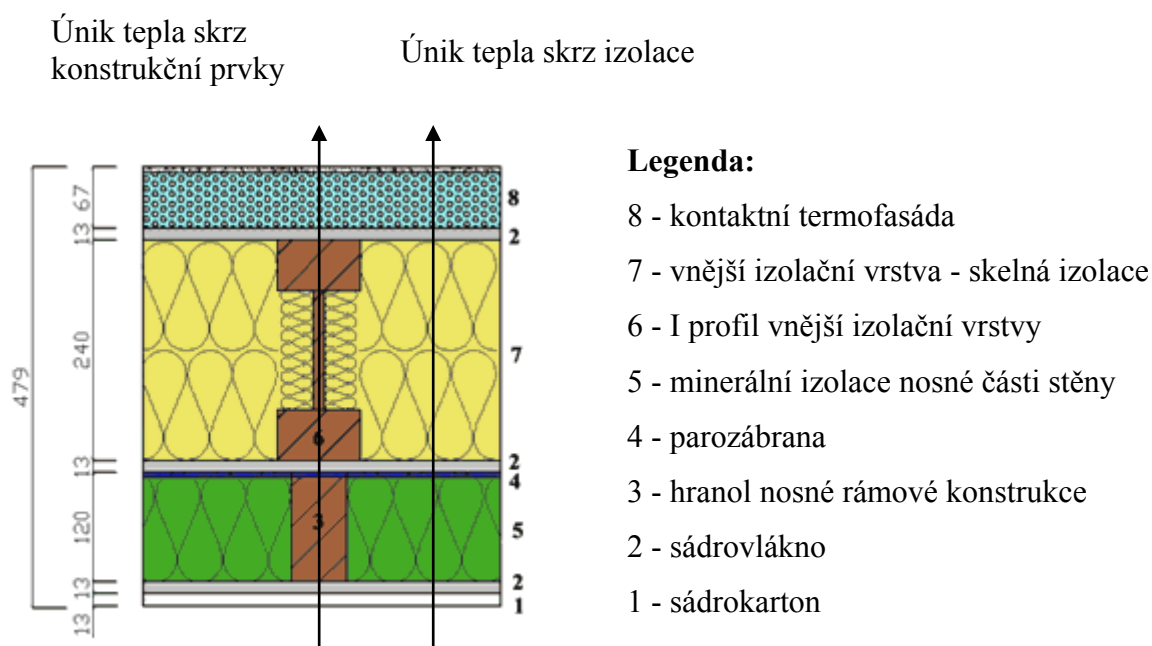 Únik tepla skrz
konstrukční prvky
Únik tepla skrz izolace
479
67
13
240
13
120
13
13
8
2
7
6
2
4
3
5
2
1
Legenda:
8 - kontaktní termofasáda
7 - vnější izolační vrstva - skelná izolace
6 - I profil vnější izolační vrstvy
5 - minerální izolace nosné části stěny
4 - parozábrana
3 - hranol nosné rámové konstrukce
2 - sádrovlákno
1 - sádrokarton